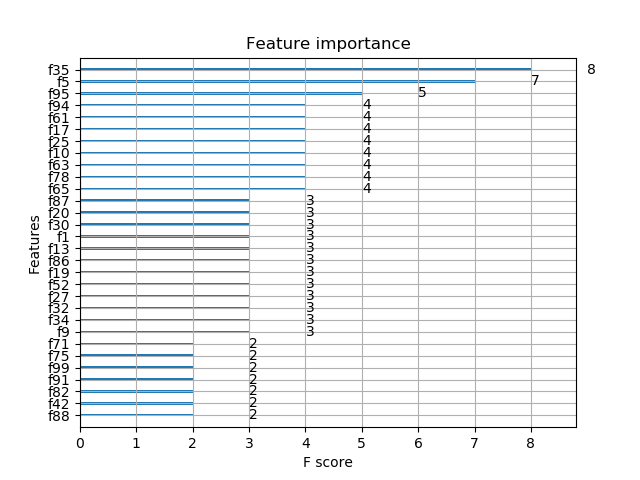 Feature importance
f35 8
f5 7
f95 5
f94 4
f61 4
f17 4
f25 4
f10 4
f63 4
f78 4
f65 4
f87 3
f20 3
f30 3
f1 3
f13 3
f86 3
f19 3
f52 3
f27 3
f32 3
f34 3
f9 3
f71 2
f75 2
f99 2
f91 2
f82 2
f42 2
f88 2
Features
0 1 2 3 4 5 6 7 8
F score